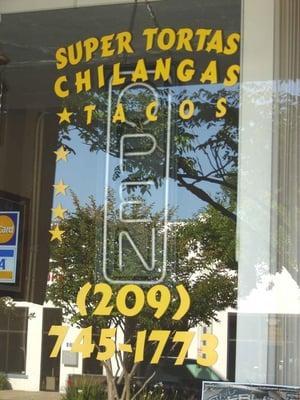 SUPER TORTAS
CHILANGAS
TACOS
OPEN
(209)
745-1773